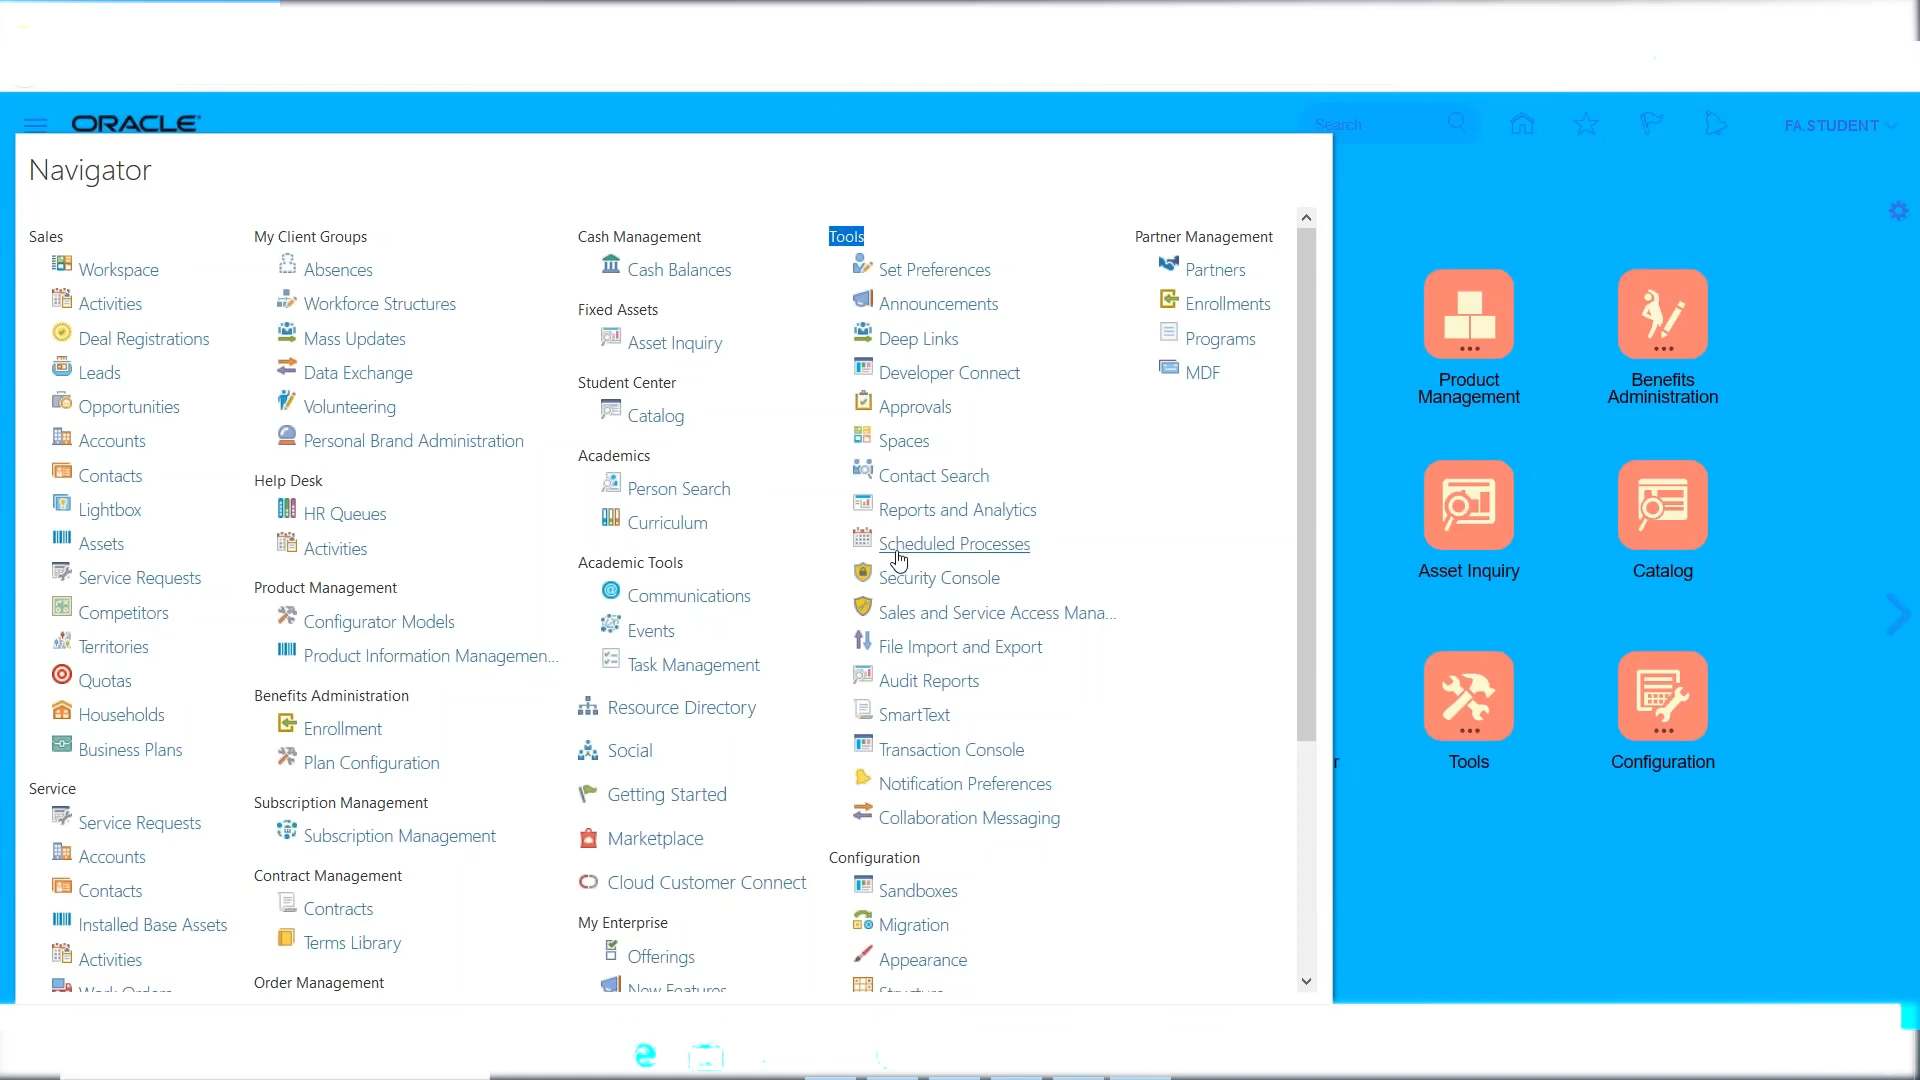 ORACLE
Search
FA.STUDENT
Navigator
Sales
Workspace
Activities
Deal Registrations
Leads
Opportunities
Accounts
Contacts
Lightbox
Assets
Service Requests
Competitors
Territories
Quotas
Households
Business Plans
Service
Service Requests
Accounts
Contacts
Installed Base Assets
Activities
Work Orders
My Client Groups
Absences
Workforce Structures
Mass Updates
Data Exchange
Volunteering
Personal Brand Administration
Help Desk
HR Queues
Activities
Product Management
Configurator Models
Product Information Managemen...
Benefits Administration
Enrollment
Plan Configuration
Subscription Management
Subscription Management
Contract Management
Contracts
Terms Library
Order Management
Cash Management
Cash Balances
Fixed Assets
Asset Inquiry
Student Center
Catalog
Academics
Person Search
Curriculum
Academic Tools
Communications
Events
Task Management
Resource Directory
Social
Getting Started
Marketplace
Cloud Customer Connect
My Enterprise
Offerings
New Features
Tools
Set Preferences
Announcements
Deep Links
Developer Connect
Approvals
Spaces
Contact Search
Reports and Analytics
Scheduled Processes
Security Console
Sales and Service Access Mana...
File Import and Export
Audit Reports
SmartText
Transaction Console
Notification Preferences
Collaboration Messaging
Configuration
Sandboxes
Migration
Appearance
Structure
Partner Management
Partners
Enrollments
Programs
MDF
Product
Management
Benefits
Administration
Asset Inquiry
Catalog
r
Tools
Configuration